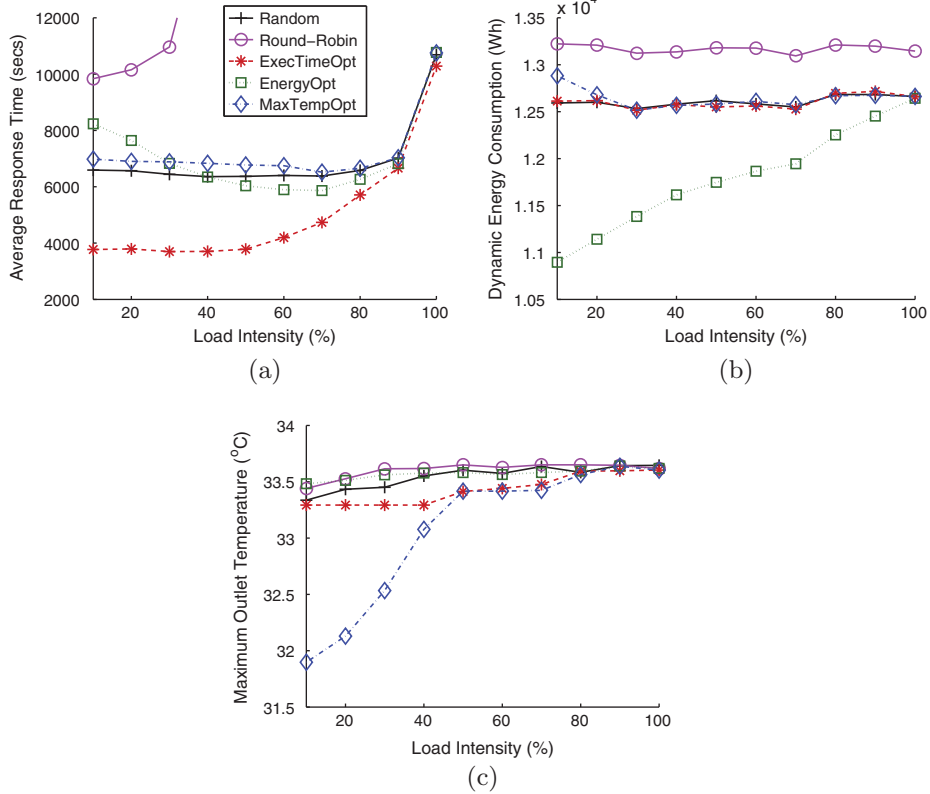 12000
10000
8000
6000
4000
2000
20
40
60
80
100
Average Response Time (secs)
Load Intensity (%)
Random
Round-Robin
ExecTimeOpt
EnergyOpt
MaxTempOpt
(a)
1.35
1.3
1.25
1.2
1.15
1.1
1.05
20
40
60
80
100
Dynamic Energy Consumption (Wh)
Load Intensity (%)
(b)
34
33.5
33
32.5
32
31.5
20
40
60
80
100
Maximum Outlet Temperature (°C)
Load Intensity (%)
(c)